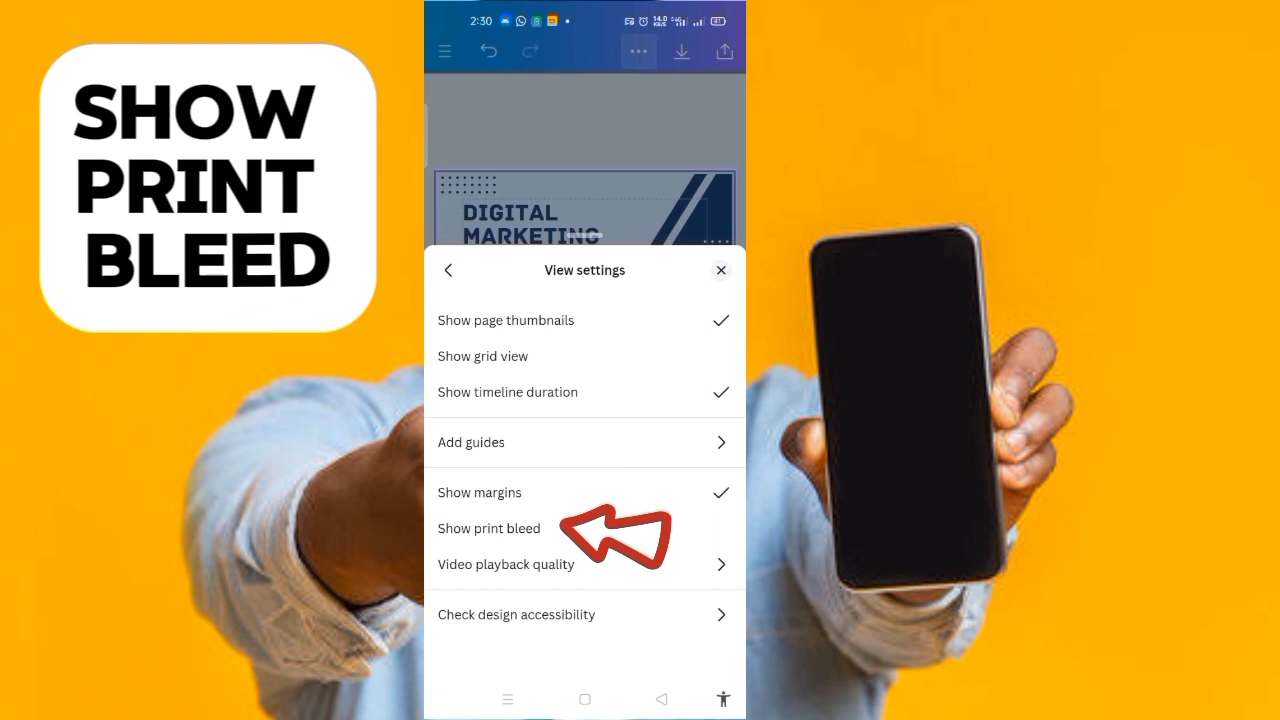 SHOW
PRINT
BLEED
2:30
DIGITAL
MARKETING
View settings
Show page thumbnails
Show grid view
Show timeline duration
Add guides
Show margins
Show print bleed
Video playback quality
Check design accessibility